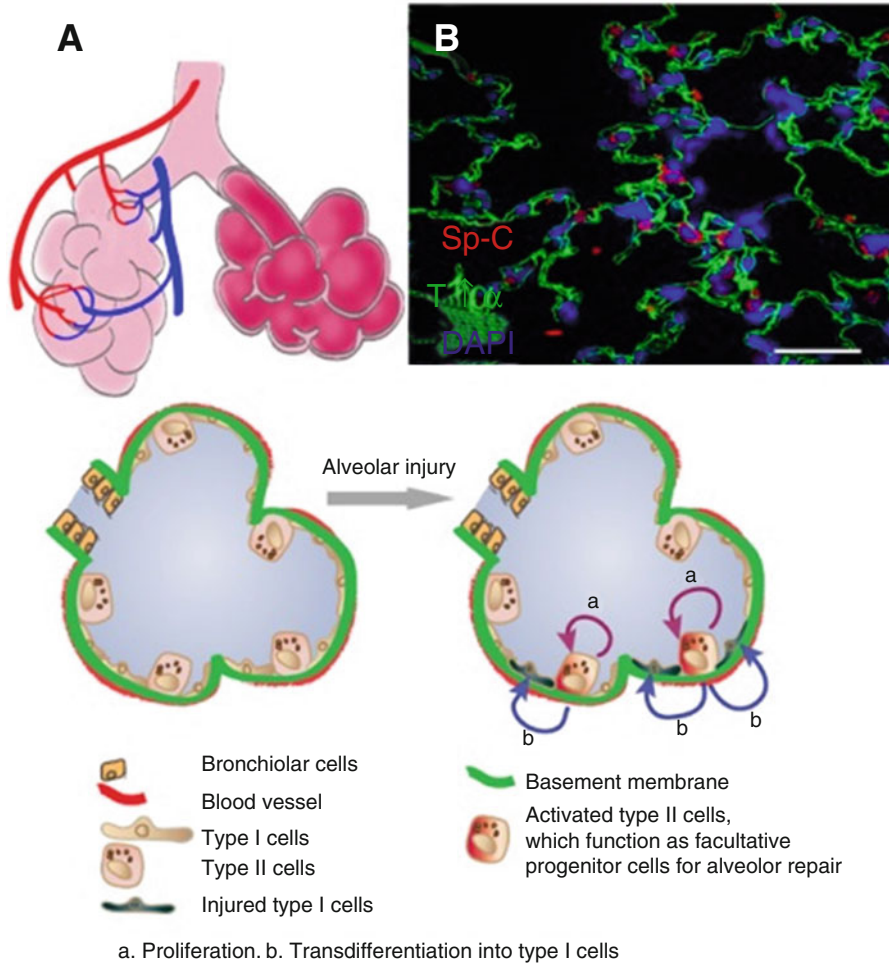 A
B
Sp-C
T↑α
DAPI
Alveolar injury
a
a
b
b
b
Bronchiolar cells
Blood vessel
Type I cells
Type II cells
Injured type I cells
Basement membrane
Activated type II cells,
which function as facultative
progenitor cells for alveolor repair
a. Proliferation. b. Transdifferentiation into type I cells